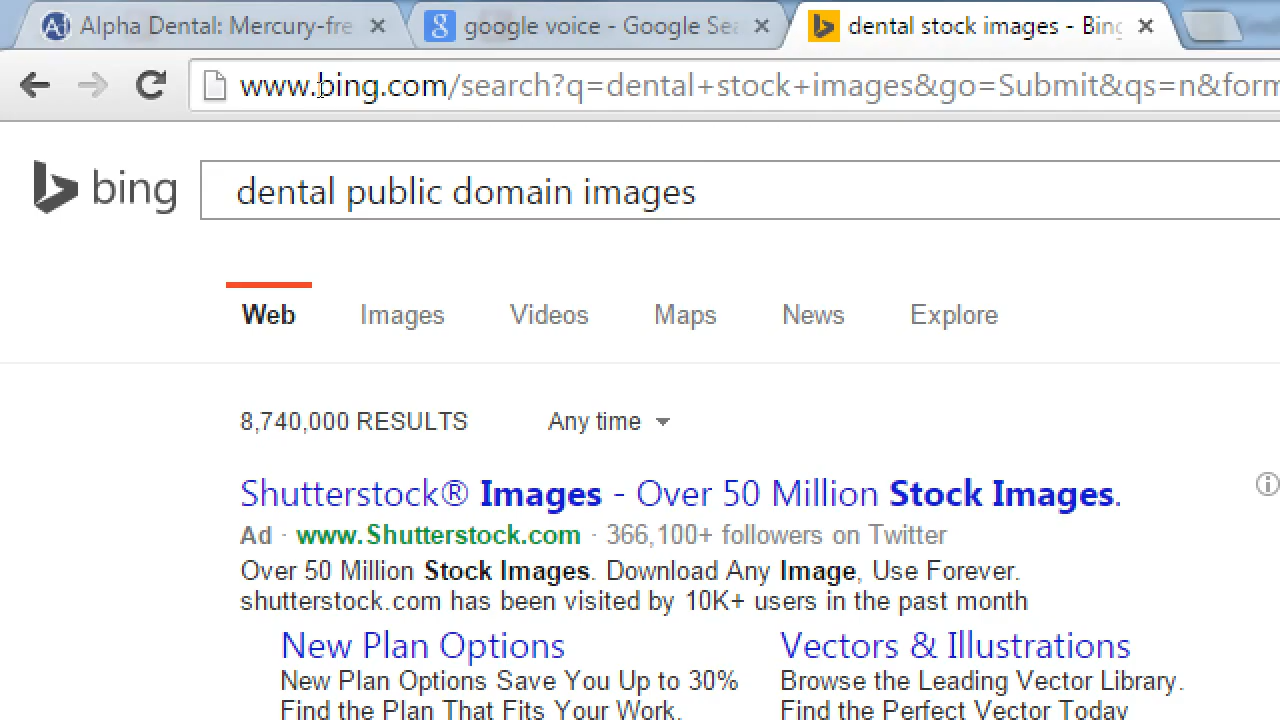 Alpha Dental: Mercury-fre
google voice - Google Sea
dental stock images - Bing
www.bing.com/search?q=dental+stock+images&go=Submit&qs=n&form
bing
dental public domain images
Web Images Videos Maps News Explore
8,740,000 RESULTS Any time
Shutterstock® Images - Over 50 Million Stock Images.
Ad · www.Shutterstock.com · 366,100+ followers on Twitter
Over 50 Million Stock Images. Download Any Image, Use Forever.
shutterstock.com has been visited by 10K+ users in the past month
New Plan Options
New Plan Options Save You Up to 30%
Find the Plan That Fits Your Work.
Vectors & Illustrations
Browse the Leading Vector Library.
Find the Perfect Vector Today